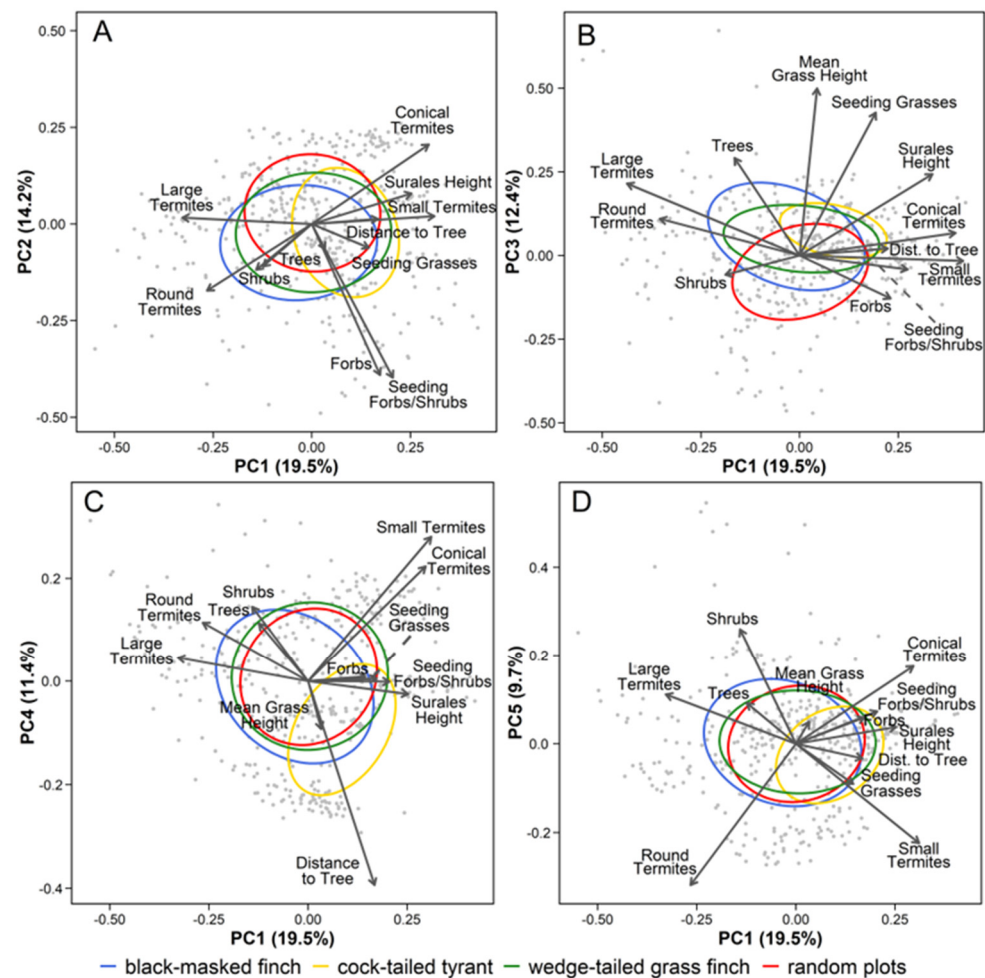 A
0.50
0.25
0.00
-0.25
-0.50
PC2 (14.2%)
Conical
Termites
Large
Termites
Surales Height
Small Termites
Distance to Tree
Trees
Seeding Grasses
Shrubs
Round
Termites
Forbs
Seeding
Forbs/Shrubs
-0.50
-0.25
0.00
0.25
PC1 (19.5%)
B
0.50
0.25
0.00
-0.25
-0.50
PC3 (12.4%)
Mean
Grass Height
Seeding Grasses
Trees
Surales
Height
Large
Termites
Round
Termites
Conical
Termites
Dist. to Tree
Small
Termites
Shrubs
Forbs
Seeding
Forbs/Shrubs
-0.50
-0.25
0.00
0.25
PC1 (19.5%)
C
0.2
0.0
-0.2
-0.4
PC4 (11.4%)
Small Termites
Conical
Termites
Shrubs
Round
Termites
Trees
Seeding
Grasses
Large
Termites
Forbs
Seeding
Forbs/Shrubs
Mean Grass
Height
Surales
Height
Distance
to Tree
-0.50
-0.25
0.00
0.25
PC1 (19.5%)
D
0.4
0.2
0.0
-0.2
PC5 (9.7%)
Shrubs
Conical
Termites
Large
Termites
Mean Grass
Height
Trees
Seeding
Forbs/Shrubs
Forbs
Surales
Height
Dist. to Tree
Seeding
Grasses
Round
Termites
Small
Termites
-0.50
-0.25
0.00
0.25
PC1 (19.5%)
black-masked finch
cock-tailed tyrant
wedge-tailed grass finch
random plots